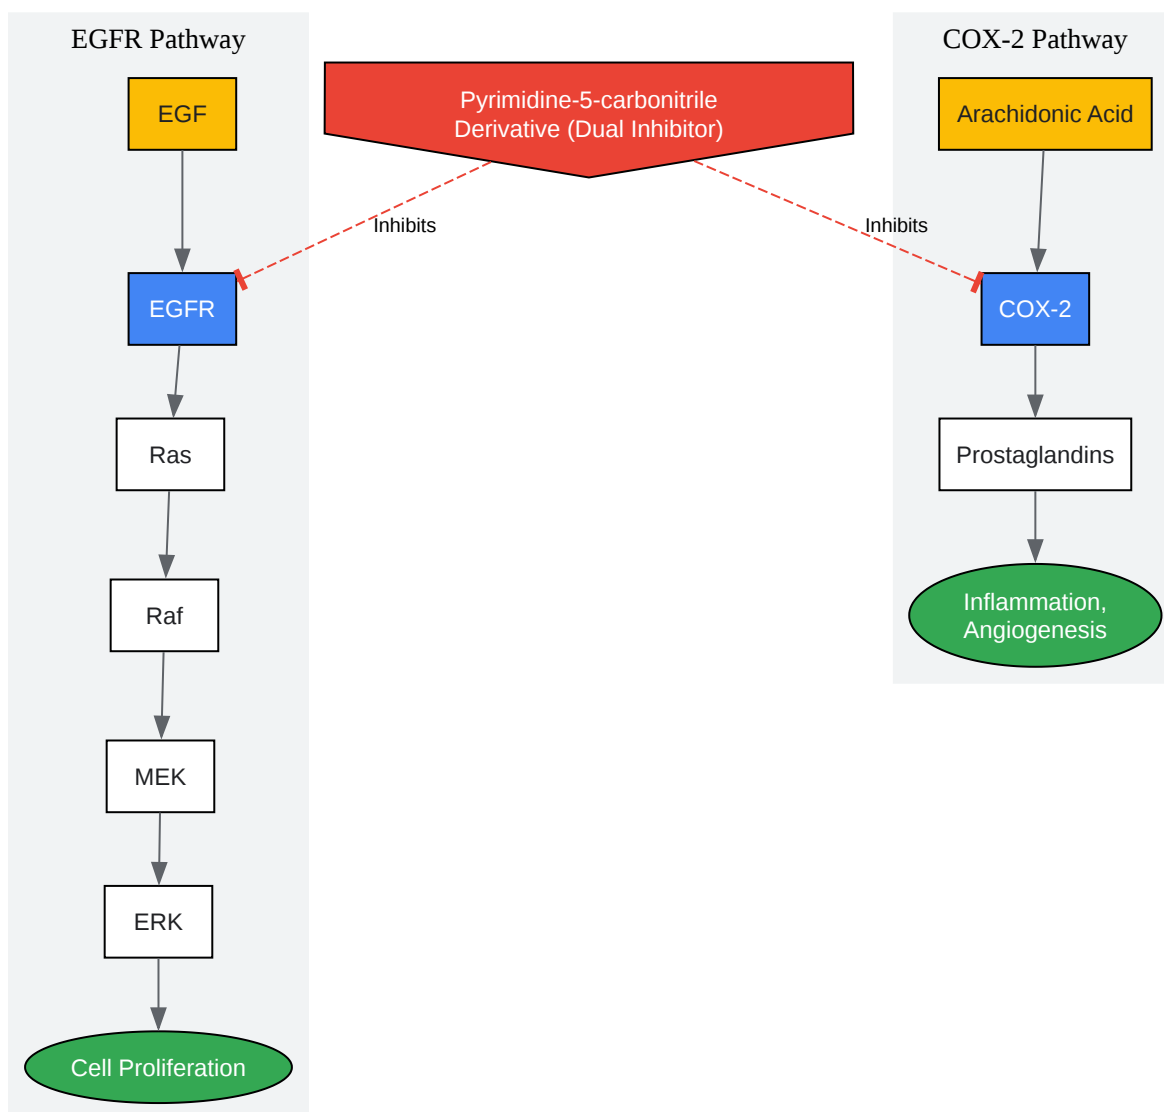 EGFR Pathway
EGF
EGFR
Ras
Raf
MEK
ERK
Cell Proliferation
Pyrimidine-5-carbonitrile
Derivative (Dual Inhibitor)
Inhibits
Inhibits
COX-2 Pathway
Arachidonic Acid
COX-2
Prostaglandins
Inflammation,
Angiogenesis